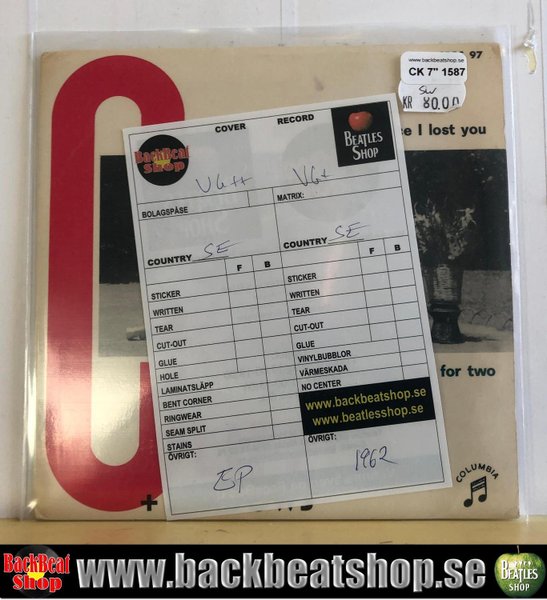 97
www.backbeatshop.se
CK 7" 1587
KR 80.00
I lost you
COVER
RECORD
BackBeat
Shop
BEATLES
SHOP
VG++
VG+
BOLAGSPÅSE
MATRIX:
COUNTRY SE
COUNTRY SE
F B
F B
STICKER
STICKER
WRITTEN
WRITTEN
TEAR
TEAR
CUT-OUT
CUT-OUT
GLUE
GLUE
HOLE
VINYLBUBBLOR
LAMINATSLÄPP
VÄRMESKADA
BENT CORNER
NO CENTER
RINGWEAR
www.backbeatshop.se
www.beatlesshop.se
SEAM SPLIT
STAINS
ÖVRIGT:
ÖVRIGT:
EP
1962
for two
COLUMBIA
+
BackBeat
Shop
www.backbeatshop.se
BEATLES
SHOP